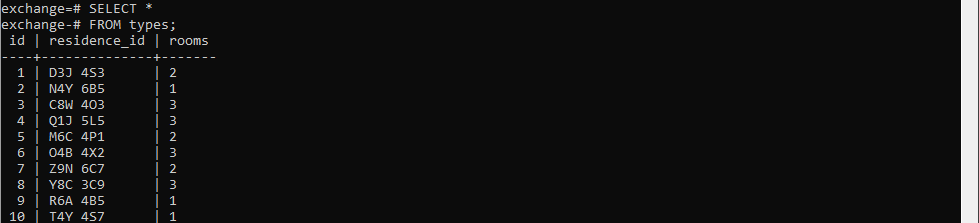 exchange=# SELECT *
exchange-# FROM types;
 id | residence_id | rooms
----+--------------+-------
  1 | D3J 4S3      | 2
  2 | N4Y 6B5      | 1
  3 | C8W 4O3      | 3
  4 | Q1J 5L5      | 3
  5 | M6C 4P1      | 2
  6 | O4B 4X2      | 3
  7 | Z9N 6C7      | 2
  8 | Y8C 3C9      | 3
  9 | R6A 4B5      | 1
 10 | T4Y 4S7      | 1